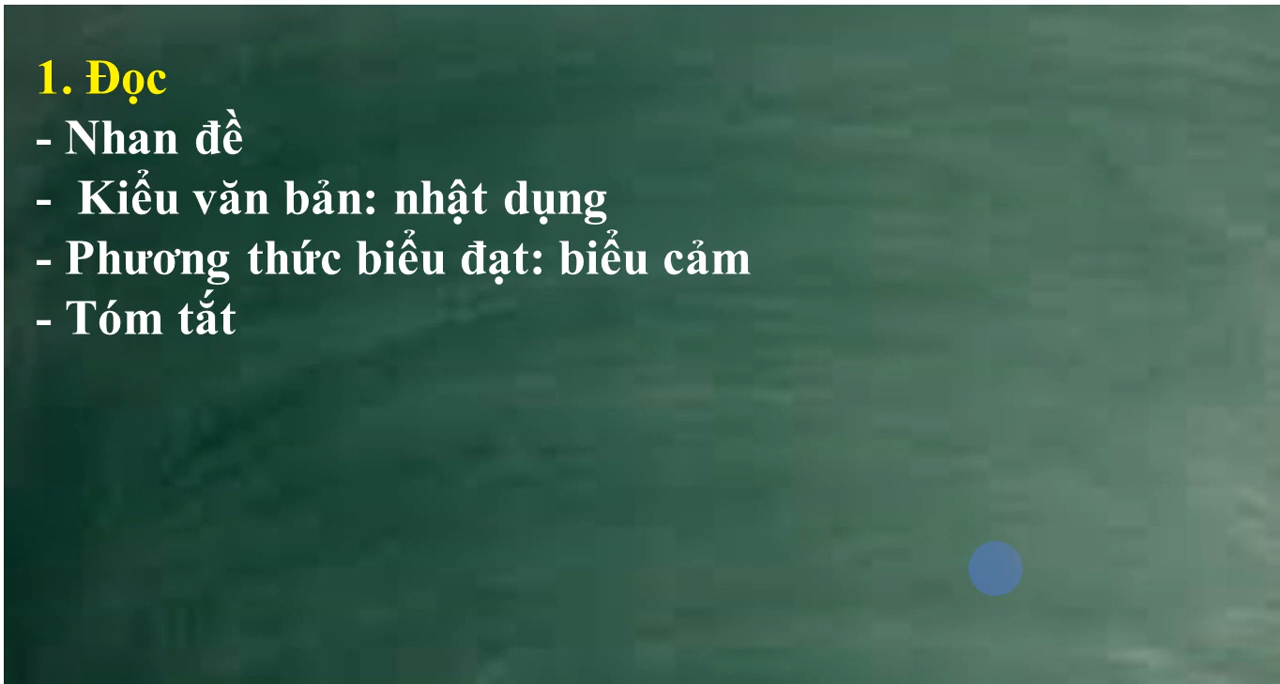 1. Đọc
- Nhan đề
- Kiểu văn bản: nhật dụng
- Phương thức biểu đạt: biểu cảm
- Tóm tắt